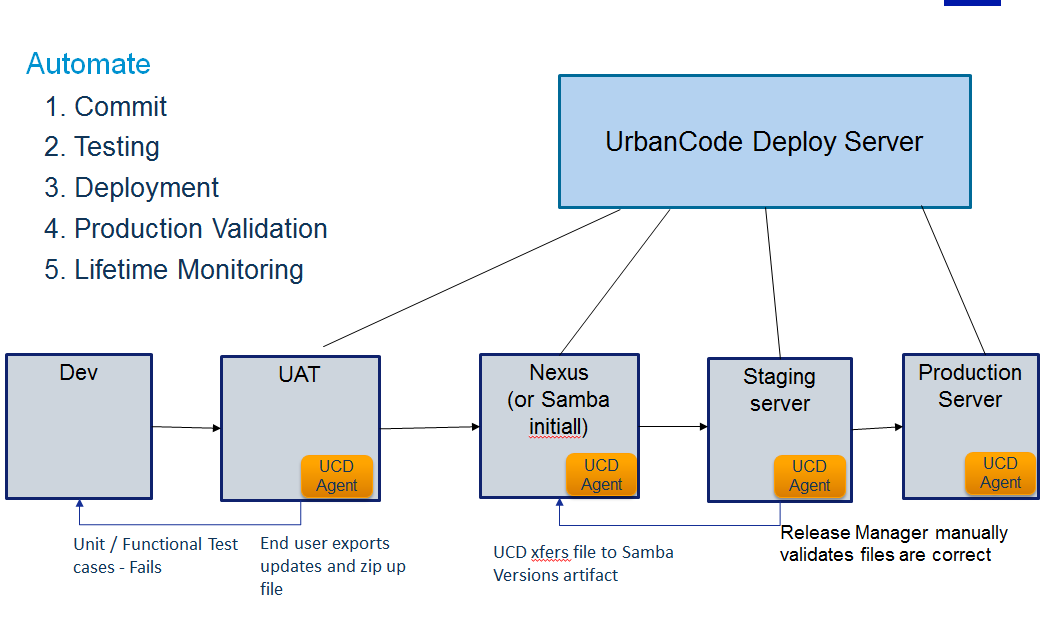 Automate
1. Commit
2. Testing
3. Deployment
4. Production Validation
5. Lifetime Monitoring
UrbanCode Deploy Server
Dev
UAT
UCD
Agent
Nexus
(or Samba
initiall)
UCD
Agent
Staging
server
UCD
Agent
Production
Server
UCD
Agent
Unit / Functional Test
cases - Fails
End user exports
updates and zip up
file
UCD xfers file to Samba
Versions artifact
Release Manager manually
validates files are correct